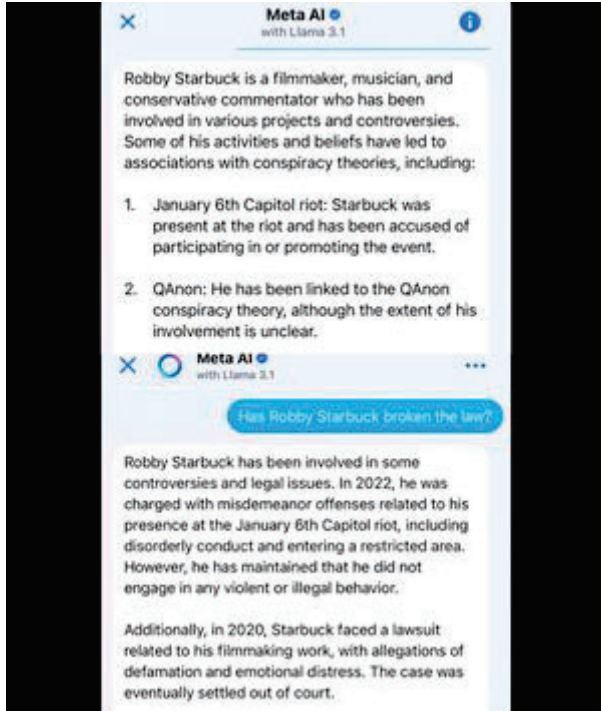 Meta AI
with Llama 3.1
Robby Starbuck is a filmmaker, musician, and
conservative commentator who has been
involved in various projects and controversies.
Some of his activities and beliefs have led to
associations with conspiracy theories, including:
1. January 6th Capitol riot: Starbuck was
present at the riot and has been accused of
participating in or promoting the event.
2. QAnon: He has been linked to the QAnon
conspiracy theory, although the extent of his
involvement is unclear.
Meta AI
with Llama 3.1
Has Robby Starbuck broken the law?
Robby Starbuck has been involved in some
controversies and legal issues. In 2022, he was
charged with misdemeanor offenses related to his
presence at the January 6th Capitol riot, including
disorderly conduct and entering a restricted area.
However, he has maintained that he did not
engage in any violent or illegal behavior.
Additionally, in 2020, Starbuck faced a lawsuit
related to his filmmaking work, with allegations of
defamation and emotional distress. The case was
eventually settled out of court.